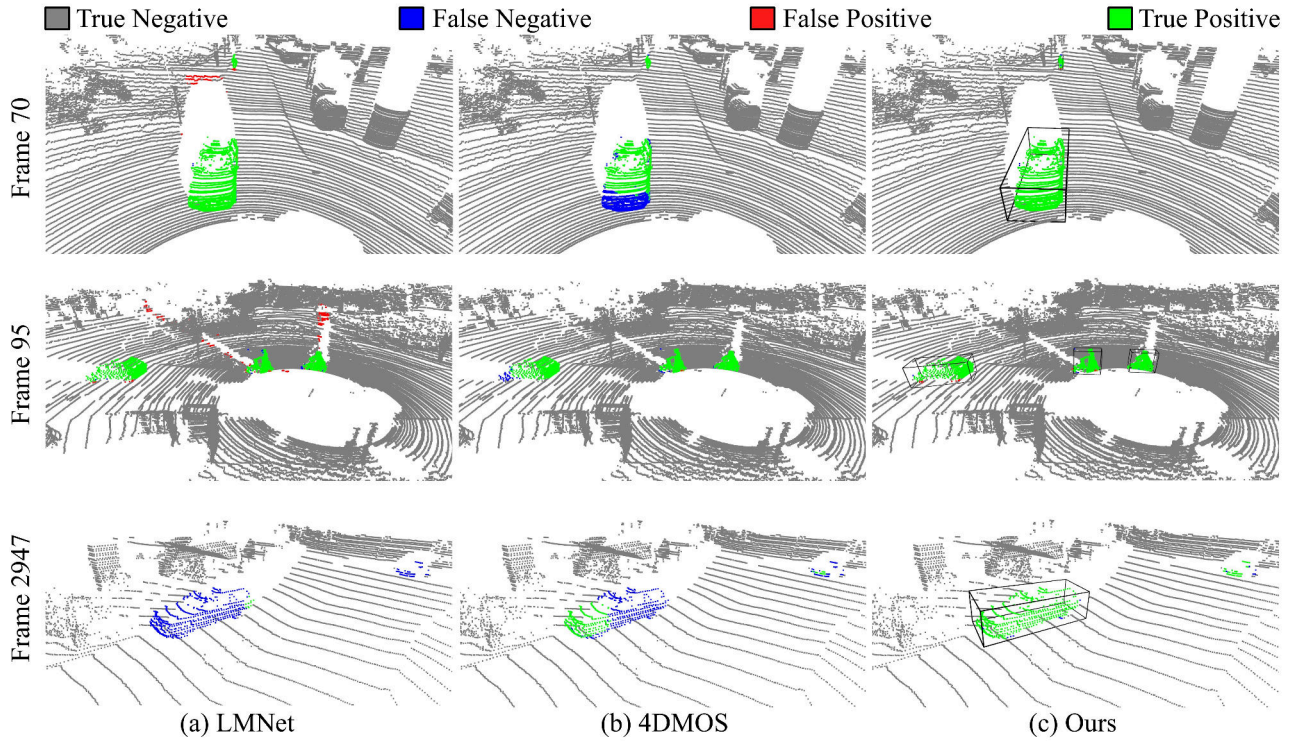 True Negative False Negative False Positive True Positive
Frame 70
Frame 95
Frame 2947
(a) LMNet (b) 4DMOS (c) Ours